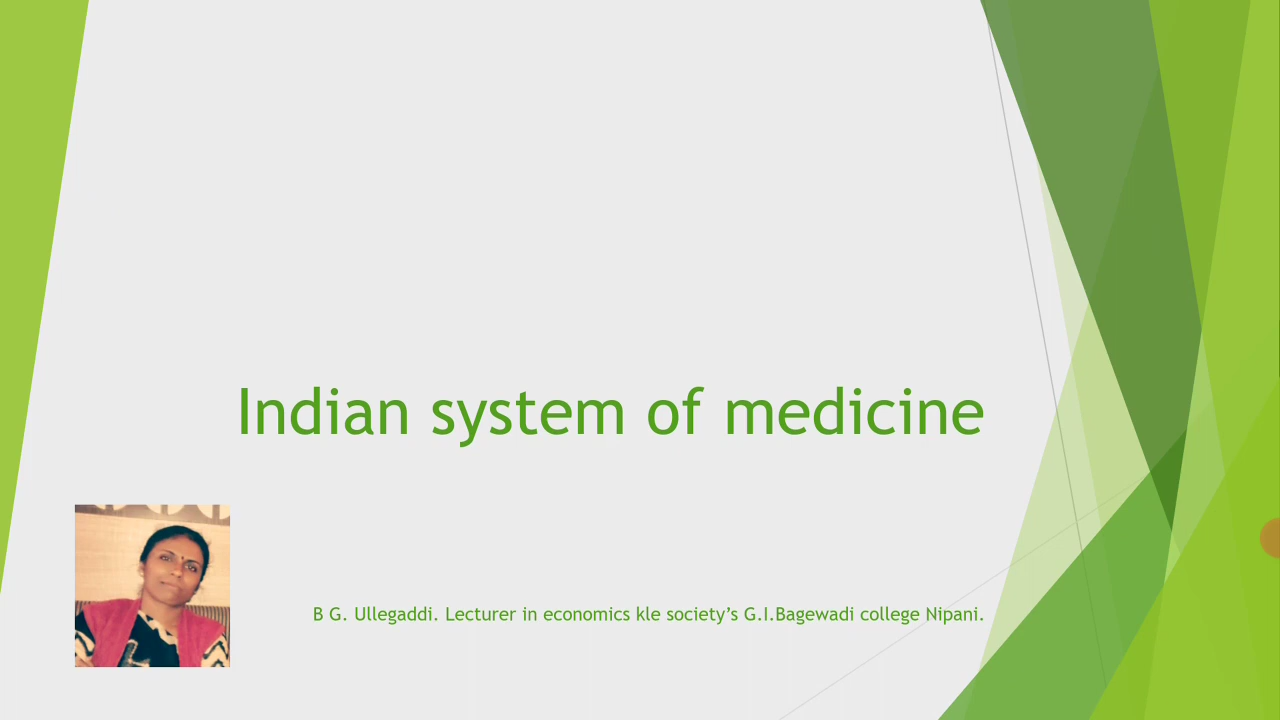 Indian system of medicine
B G. Ullegaddi. Lecturer in economics kle society’s G.I.Bagewadi college Nipani.